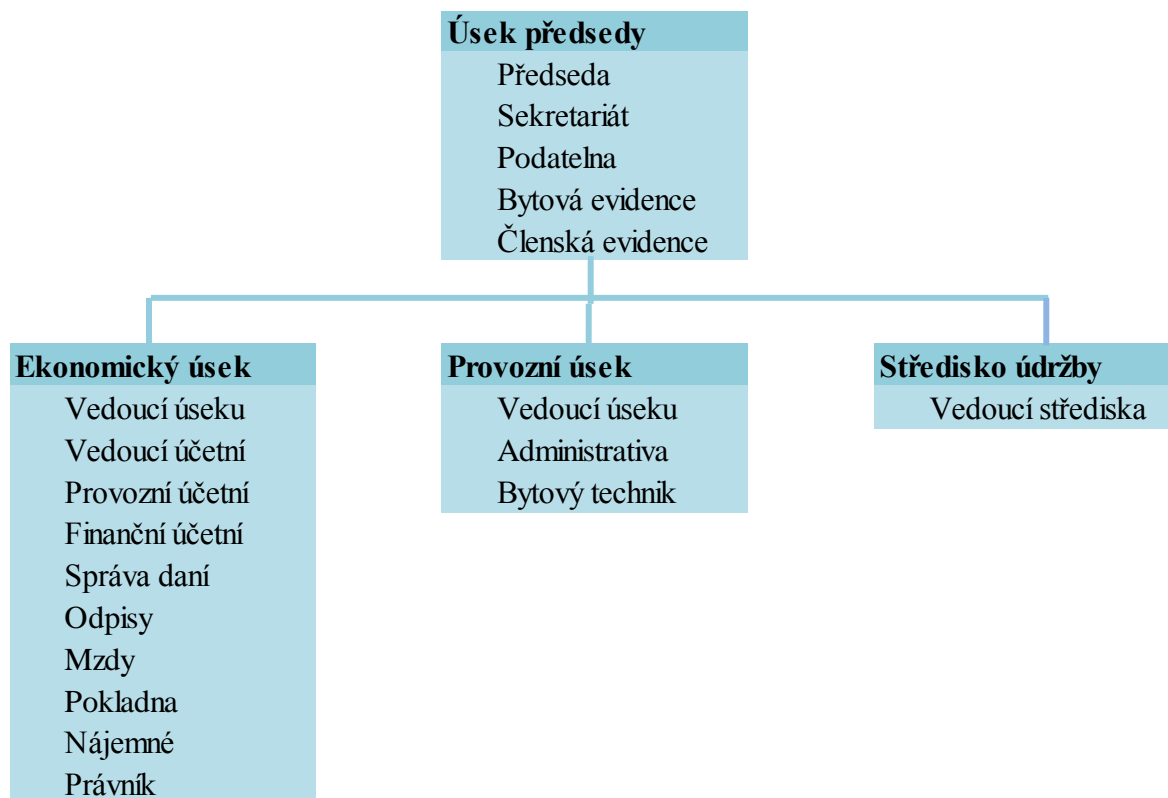 Úsek předsedy
Předseda
Sekretariát
Podatelna
Bytová evidence
Členská evidence
Ekonomický úsek
Vedoucí úseku
Vedoucí účetní
Provozní účetní
Finanční účetní
Správa daní
Odpisy
Mzdy
Pokladna
Nájemné
Právník
Provozní úsek
Vedoucí úseku
Administrativa
Bytový technik
Středisko údržby
Vedoucí střediska